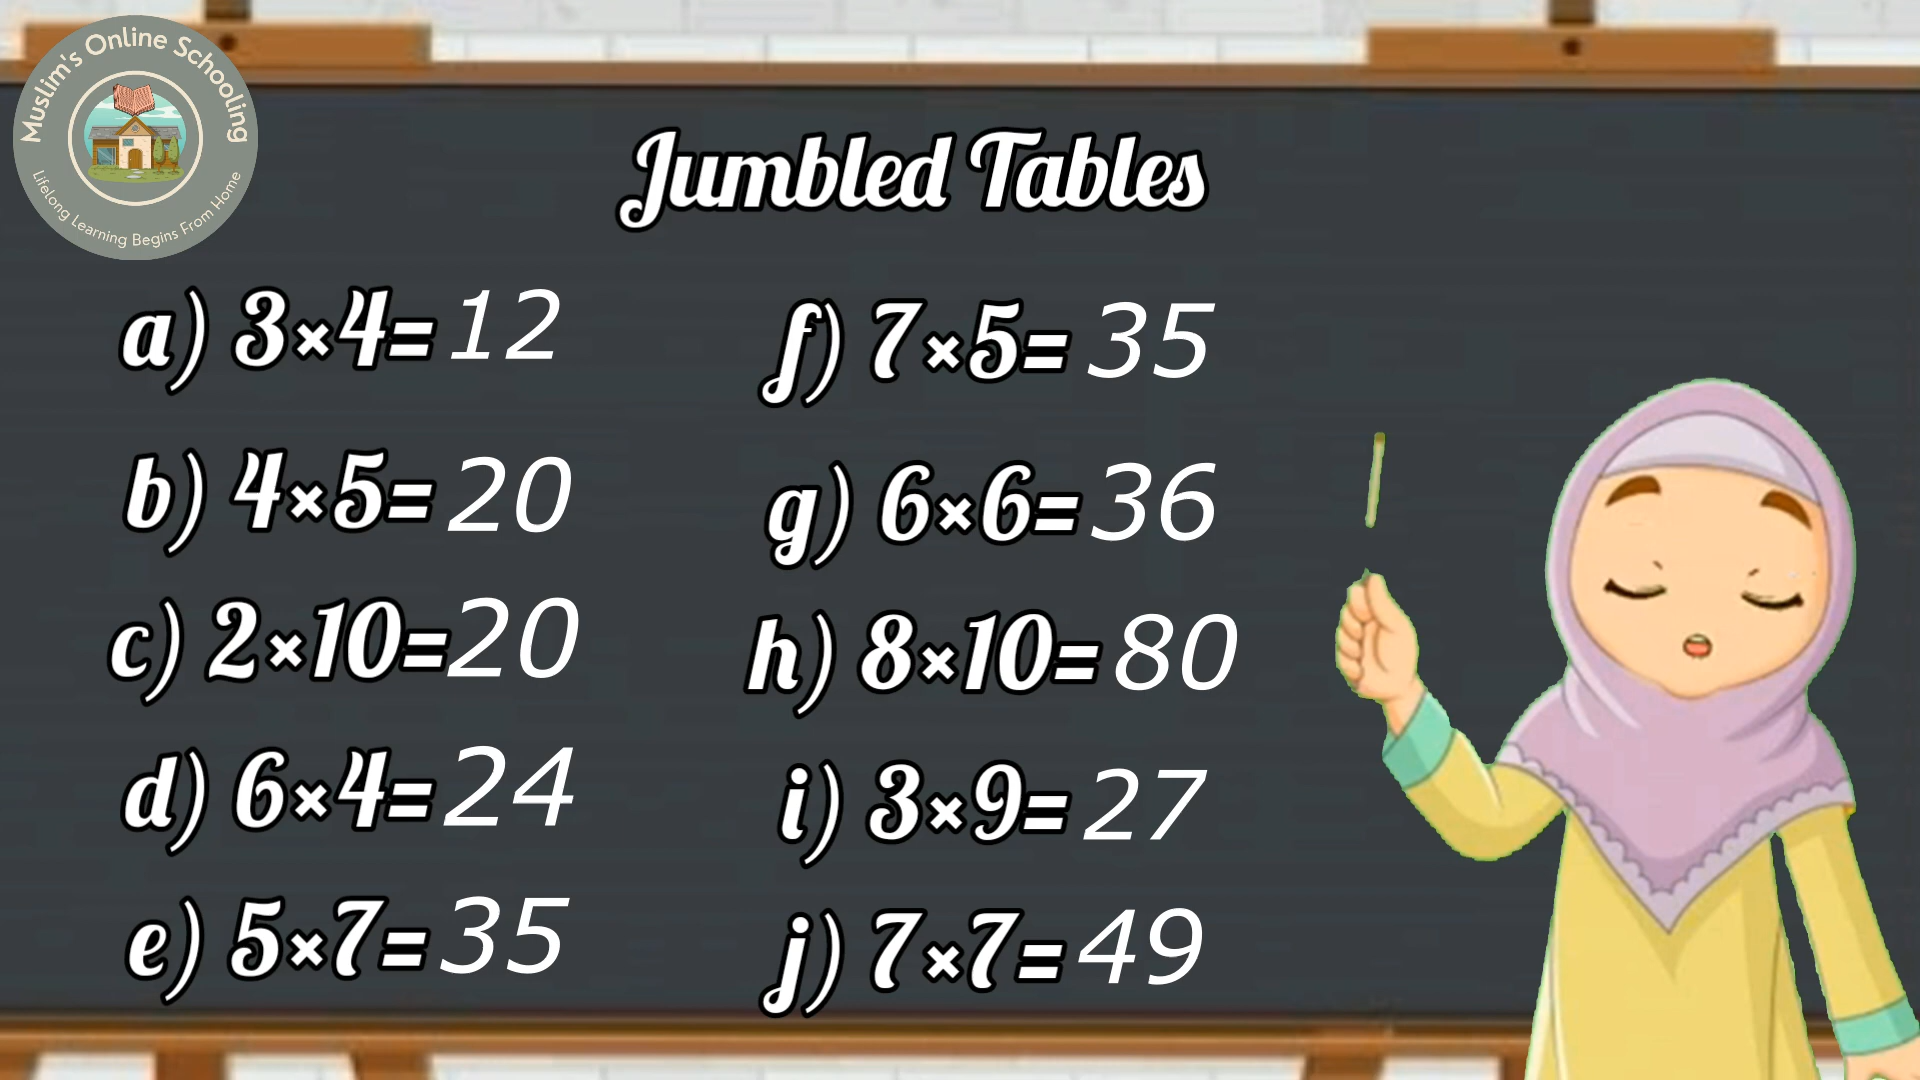 Muslim's Online Schooling
Lifelong Learning Begins From Home
Jumbled Tables
a) 3×4= 12
b) 4×5= 20
c) 2×10= 20
d) 6×4= 24
e) 5×7= 35
f) 7×5= 35
g) 6×6= 36
h) 8×10= 80
i) 3×9= 27
j) 7×7= 49